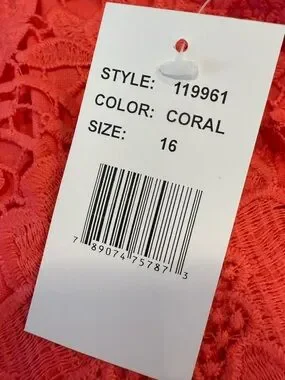 STYLE: 119961
COLOR: CORAL
SIZE: 16
7 89074 75787 3